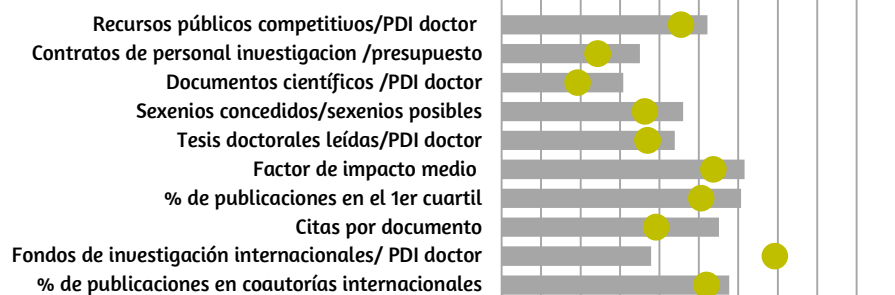 Recursos públicos competitivos/PDI doctor
Contratos de personal investigacion /presupuesto
Documentos científicos /PDI doctor
Sexenios concedidos/sexenios posibles
Tesis doctorales leídas/PDI doctor
Factor de impacto medio
% de publicaciones en el 1er cuartil
Citas por documento
Fondos de investigación internacionales/ PDI doctor
% de publicaciones en coautorías internacionales